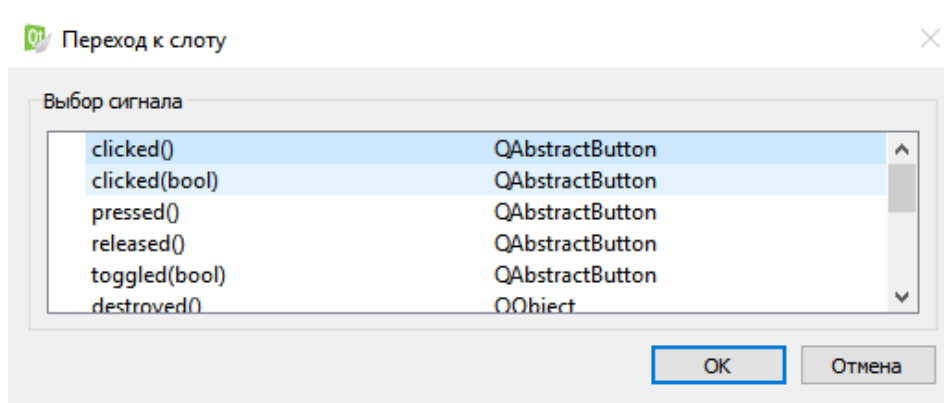 Переход к слоту
Выбор сигнала
clicked() QAbstractButton
clicked(bool) QAbstractButton
pressed() QAbstractButton
released() QAbstractButton
toggled(bool) QAbstractButton
destroyed() QObject
OK Отмена